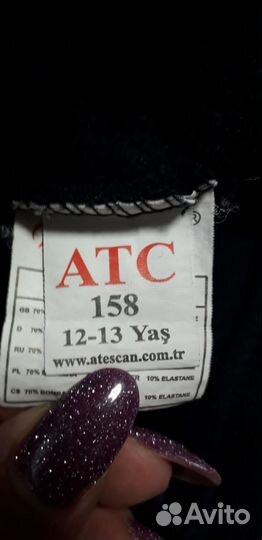 ATC
158
12-13 Yaş
www.atescan.com.tr
GB 70%
D 70%
RU 70%
PL 70%
CS 70% 10% ELASTANE
10% ELASTANE
Avito